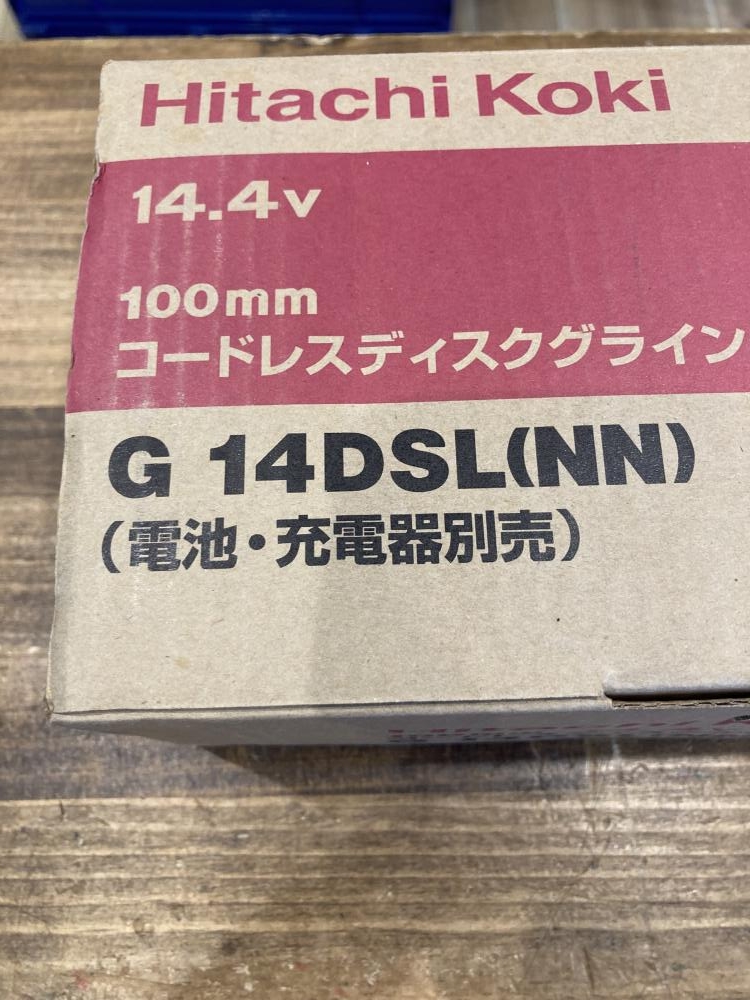 Hitachi Koki
14.4v
100mm
コードレスディスクグライン
G 14DSL(NN)
(電池・充電器別売)